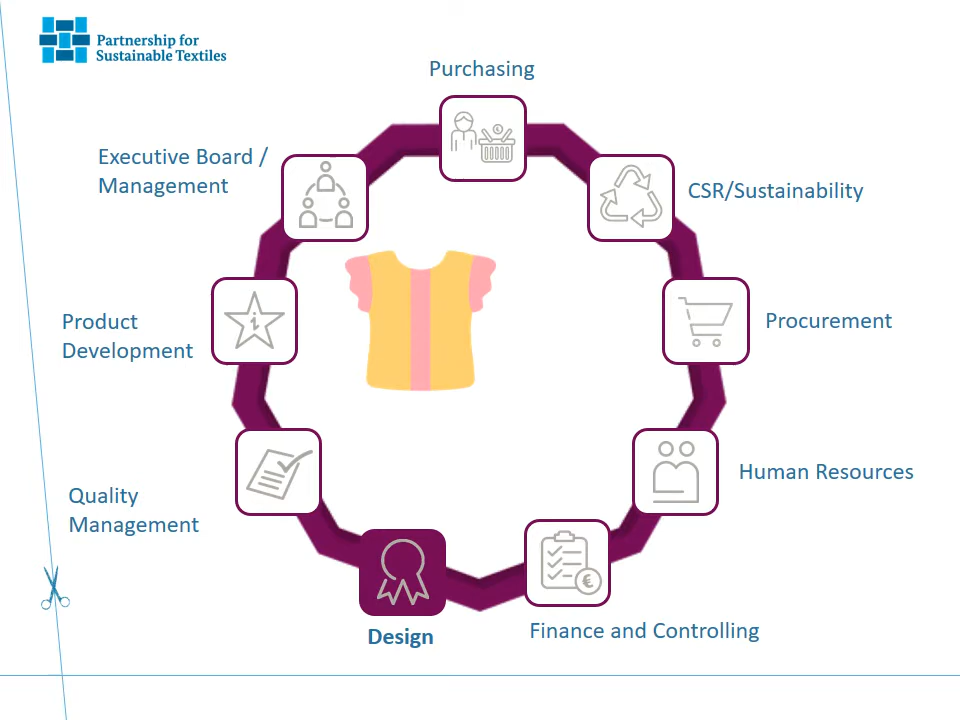 Partnership for
Sustainable Textiles
Purchasing
Executive Board /
Management
CSR/Sustainability
Product
Development
Procurement
Human Resources
Quality
Management
Design
Finance and Controlling
€